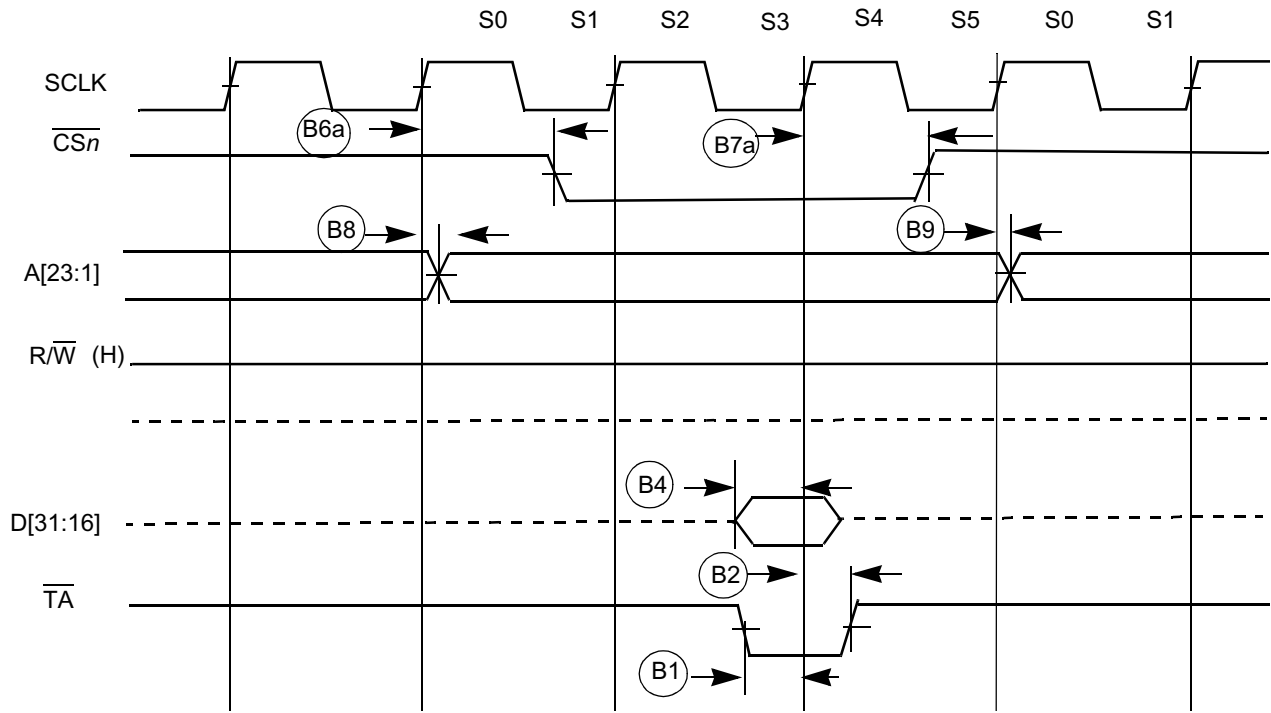 S0 S1 S2 S3 S4 S5 S0 S1
SCLK
B6a
CSn
B7a
B8
B9
A[23:1]
R/W (H)
B4
D[31:16]
B2
TA
B1